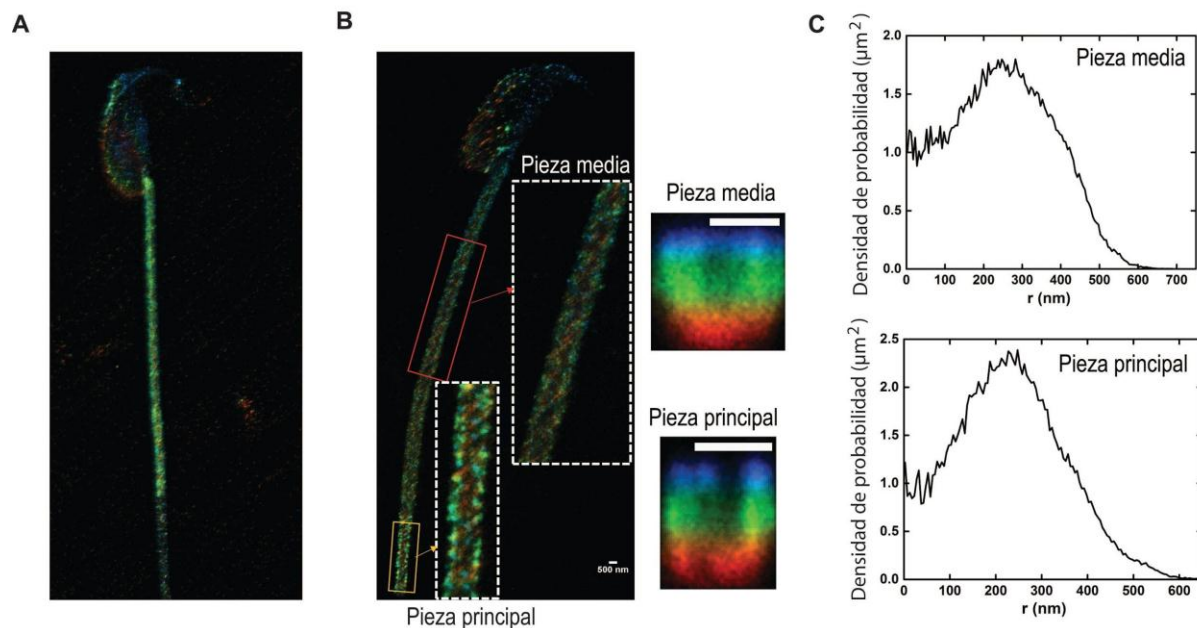 A
B
Pieza media
500 nm
Pieza principal
Pieza media
Pieza principal
C
Densidad de probabilidad (µm²)
2.0
1.5
1.0
0.5
0.0
Pieza media
0 100 200 300 400 500 600 700
r (nm)
Densidad de probabilidad (µm²)
2.5
2.0
1.5
1.0
0.5
0.0
Pieza principal
0 100 200 300 400 500 600
r (nm)